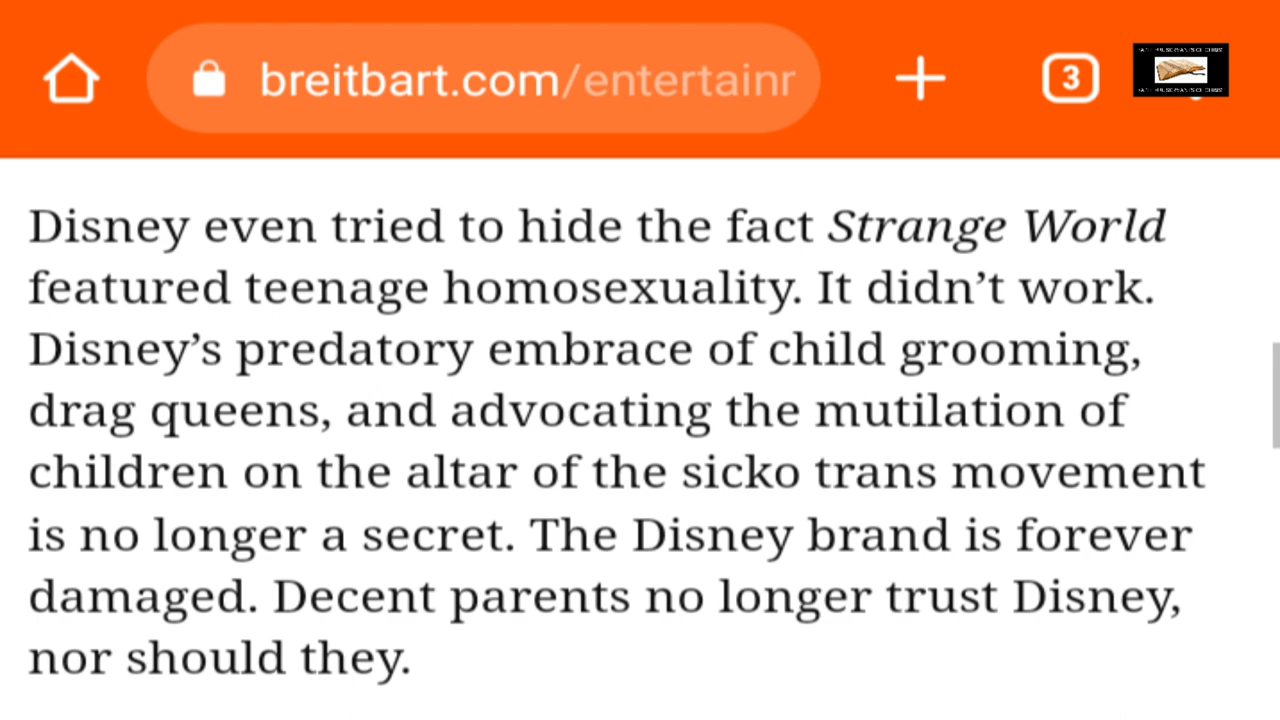 breitbart.com/entertainr
3
Disney even tried to hide the fact Strange World
featured teenage homosexuality. It didn’t work.
Disney’s predatory embrace of child grooming,
drag queens, and advocating the mutilation of
children on the altar of the sicko trans movement
is no longer a secret. The Disney brand is forever
damaged. Decent parents no longer trust Disney,
nor should they.